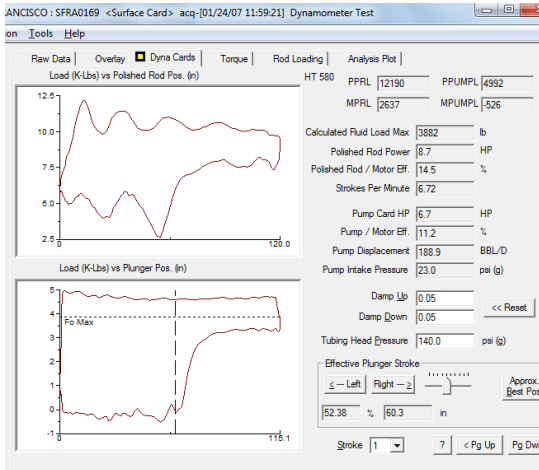 ANCISCO : SFRA0169 <Surface Card> acq-[01/24/07 11:59:21] Dynamometer Test
on Tools Help
Raw Data Overlay Dyna Cards Torque Rod Loading Analysis Plot
Load (K-Lbs) vs Polished Rod Pos. (in)
12.5
10.0
7.5
5.0
2.5
0 120.0
Load (K-Lbs) vs Plunger Pos. (in)
5
4
Fo Max
3
2
1
0
-1
0 115.1
HT 580 PPRL 12190 PPUMPL 4992
MPRL 2637 MPUMPL -526
Calculated Fluid Load Max 3882 lb
Polished Rod Power 8.7 HP
Polished Rod / Motor Eff. 14.5 %
Strokes Per Minute 6.72
Pump Card HP 6.7 HP
Pump / Motor Eff. 11.2 %
Pump Displacement 188.9 BBL/D
Pump Intake Pressure 23.0 psi (g)
Damp Up 0.05
<< Reset
Damp Down 0.05
Tubing Head Pressure 140.0 psi (g)
Effective Plunger Stroke
< --- Left Right --- >
Approx.
Best Pos
52.38 % 60.3 in
Stroke 1 ? < Pg Up Pg Dwn